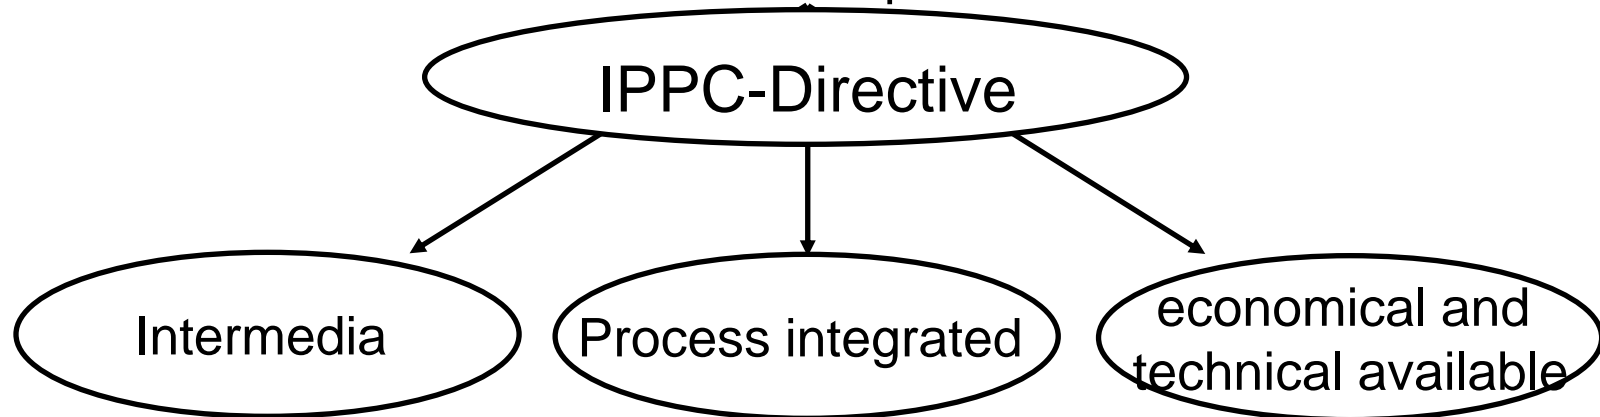 IPPC-Directive
Intermedia
Process integrated
economical and
technical available